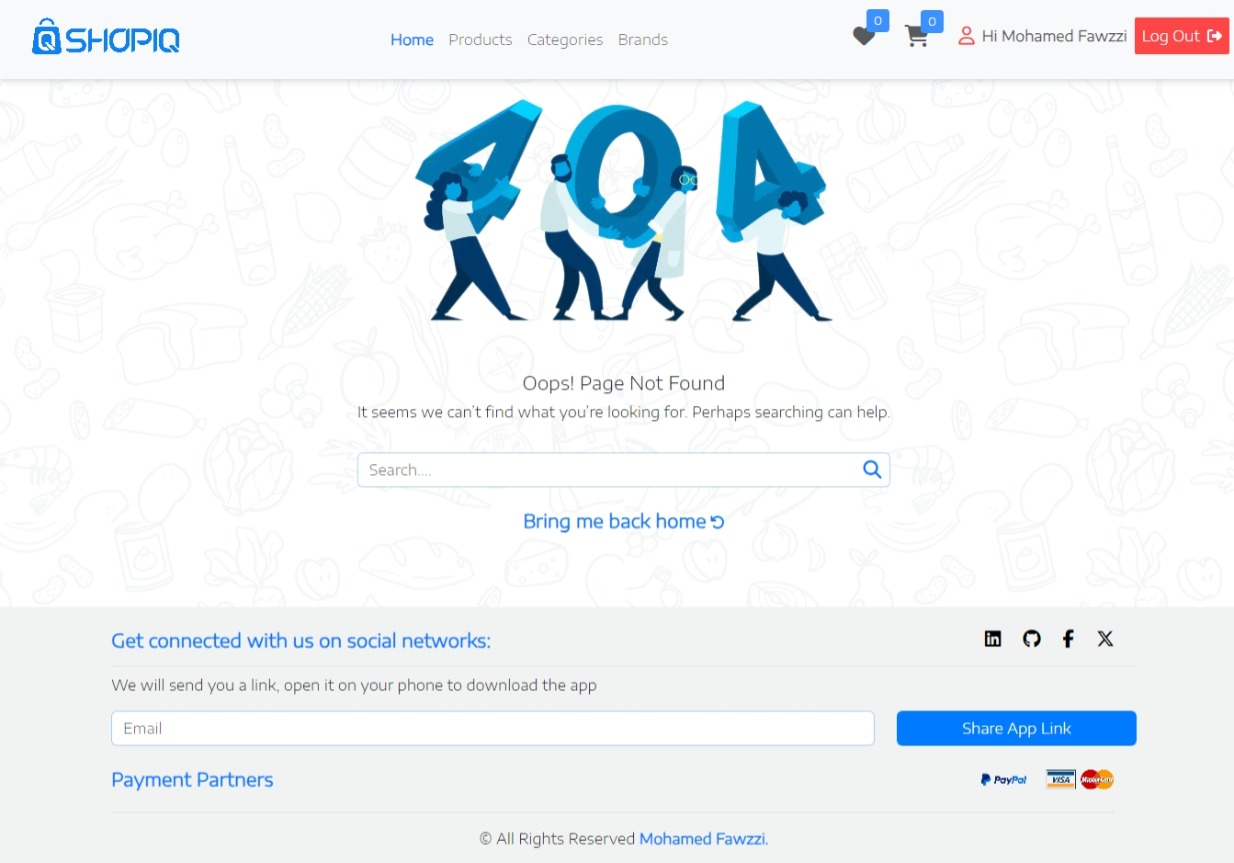 SHOPIQ
Home Products Categories Brands
0
0
Hi Mohamed Fawzzi
Log Out
404
Oops! Page Not Found
It seems we can't find what you're looking for. Perhaps searching can help.
Search....
Bring me back home
Get connected with us on social networks:
We will send you a link, open it on your phone to download the app
Email
Share App Link
Payment Partners
PayPal VISA MasterCard
© All Rights Reserved Mohamed Fawzzi.